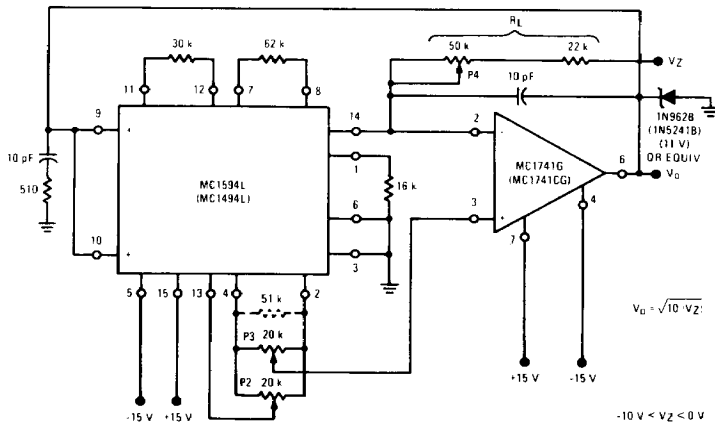 RL
30 k
62 k
50 k
22 k
VZ
P4
11
12
7
8
10 pF
9
14
2
1N962B
(1N5241B)
(11 V)
OR EQUIV
10 pF
510
+
MC1594L
(MC1494L)
1
16 k
-
MC1741G
(MC1741CG)
6
VO
6
3
4
10
+
3
+
7
5
15
13
4
2
51 k
P3
20 k
P2
20 k
VO = √10 |VZ|
-15 V
+15 V
+15 V
-15 V
-10 V < VZ < 0 V